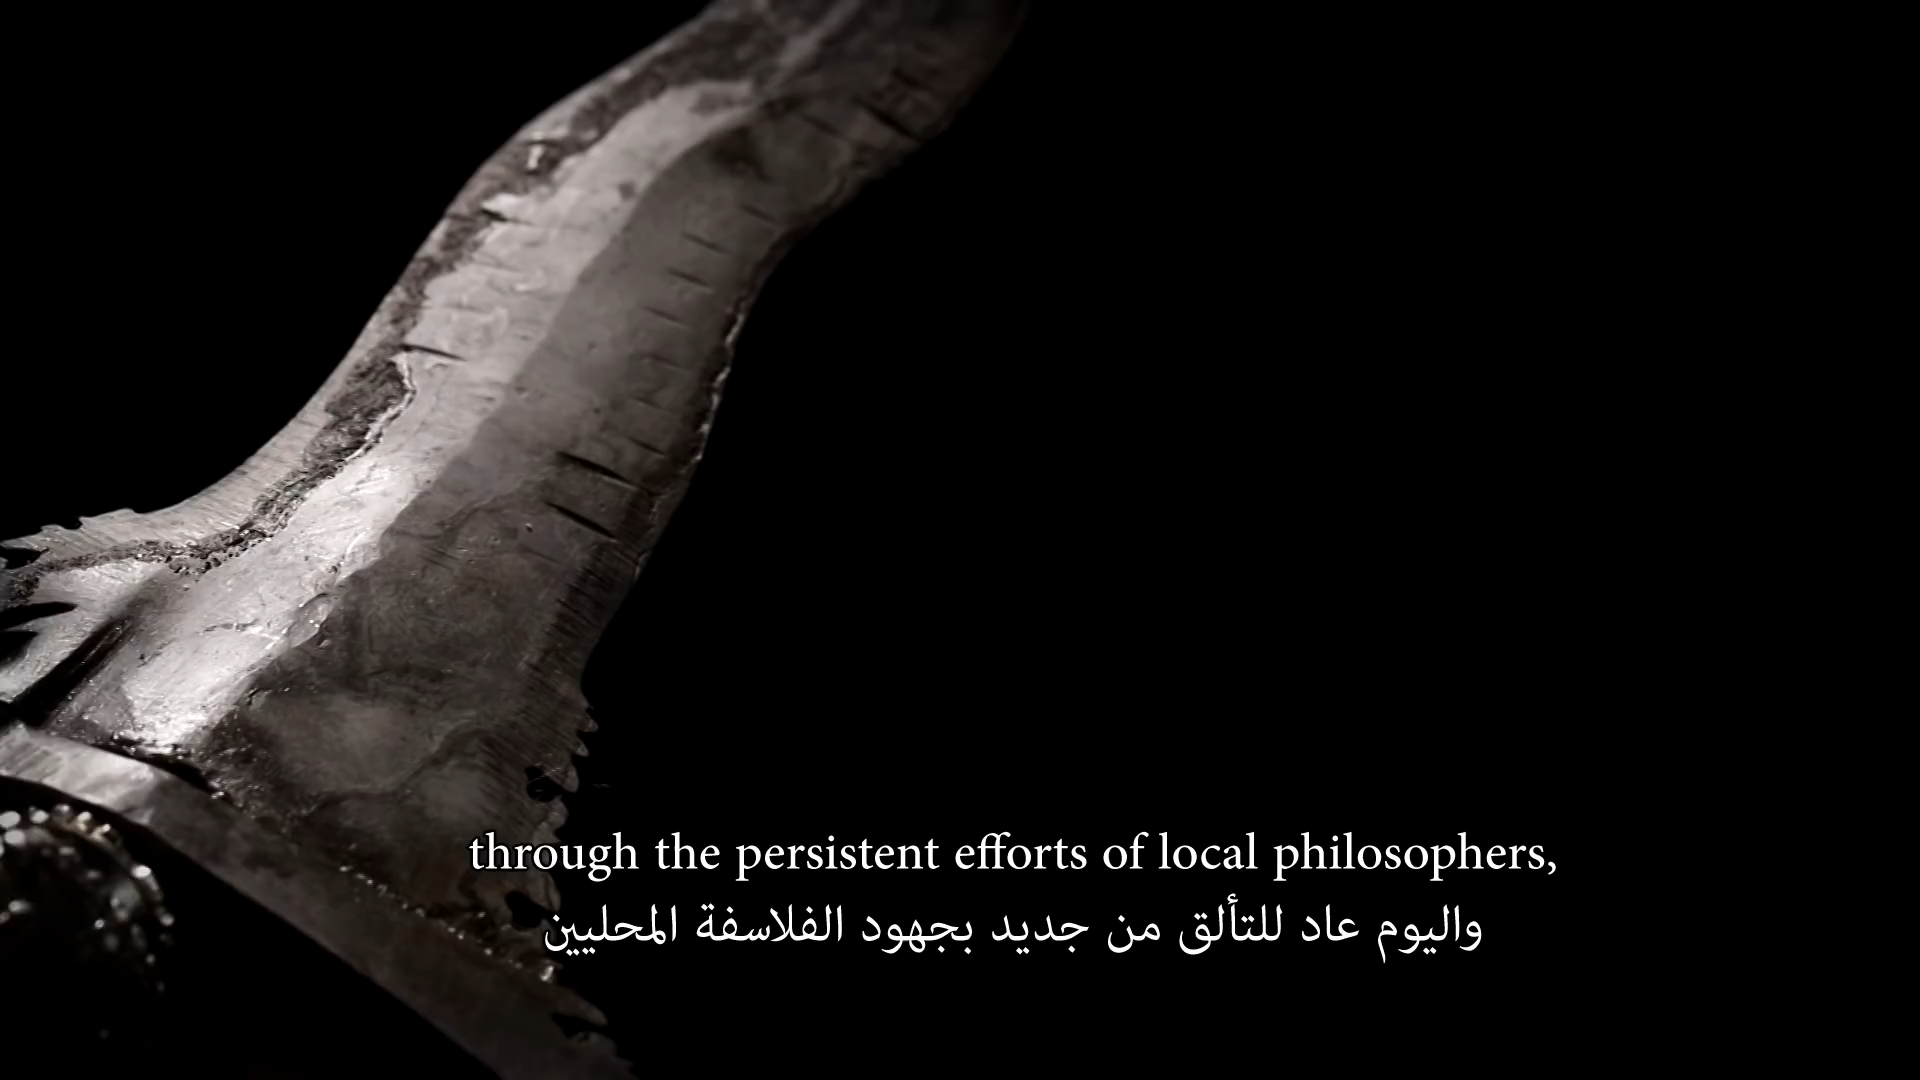 through the persistent efforts of local philosophers,
واليوم عاد للتألق من جديد بجهود الفلاسفة المحليين